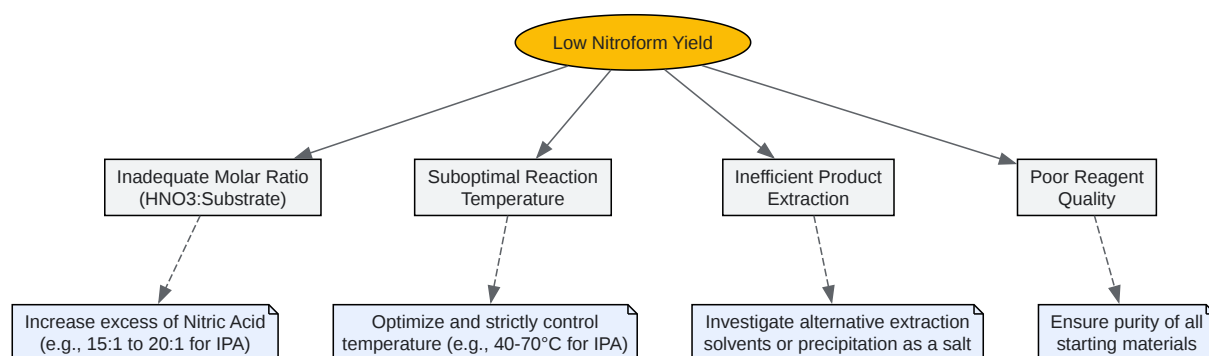 Low Nitroform Yield
Inadequate Molar Ratio
(HNO3:Substrate)
Suboptimal Reaction
Temperature
Inefficient Product
Extraction
Poor Reagent
Quality
Increase excess of Nitric Acid
(e.g., 15:1 to 20:1 for IPA)
Optimize and strictly control
temperature (e.g., 40-70°C for IPA)
Investigate alternative extraction
solvents or precipitation as a salt
Ensure purity of all
starting materials